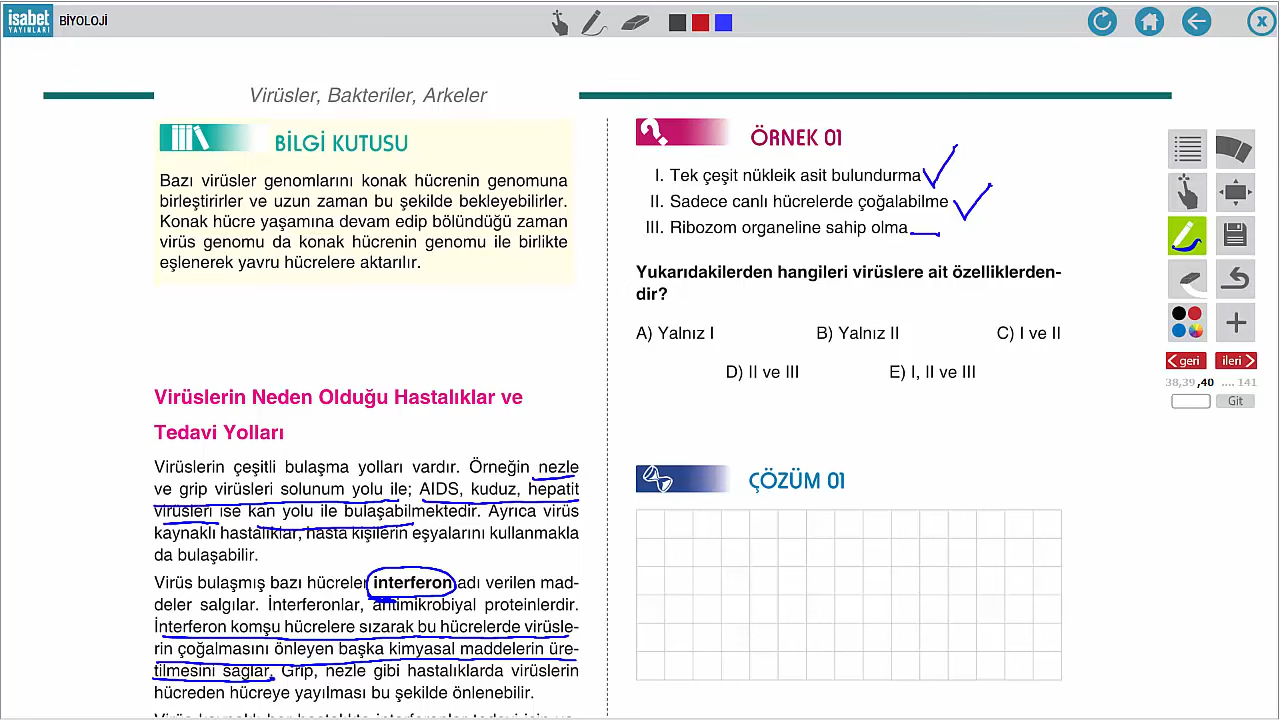 isabet
YAYINLARI
BİYOLOJİ
Virüsler, Bakteriler, Arkeler
BİLGİ KUTUSU
Bazı virüsler genomlarını konak hücrenin genomuna
birleştirirler ve uzun zaman bu şekilde bekleyebilirler.
Konak hücre yaşamına devam edip bölündüğü zaman
virüs genomu da konak hücrenin genomu ile birlikte
eşlenerek yavru hücrelere aktarılır.
Virüslerin Neden Olduğu Hastalıklar ve
Tedavi Yolları
Virüslerin çeşitli bulaşma yolları vardır. Örneğin nezle
ve grip virüsleri solunum yolu ile; AIDS, kuduz, hepatit
virüsleri ise kan yolu ile bulaşabilmektedir. Ayrıca virüs
kaynaklı hastalıklar, hasta kişilerin eşyalarını kullanmakla
da bulaşabilir.
Virüs bulaşmış bazı hücreler interferon adı verilen mad-
deler salgılar. İnterferonlar, antimikrobiyal proteinlerdir.
İnterferon komşu hücrelere sızarak bu hücrelerde virüsle-
rin çoğalmasını önleyen başka kimyasal maddelerin üre-
tilmesini sağlar. Grip, nezle gibi hastalıklarda virüslerin
hücreden hücreye yayılması bu şekilde önlenebilir.
ÖRNEK 01
I. Tek çeşit nükleik asit bulundurma
II. Sadece canlı hücrelerde çoğalabilme
III. Ribozom organeline sahip olma
Yukarıdakilerden hangileri virüslere ait özelliklerden-
dir?
A) Yalnız I B) Yalnız II C) I ve II
D) II ve III E) I, II ve III
ÇÖZÜM 01
geri ileri
38,39,40 .... 141
Git